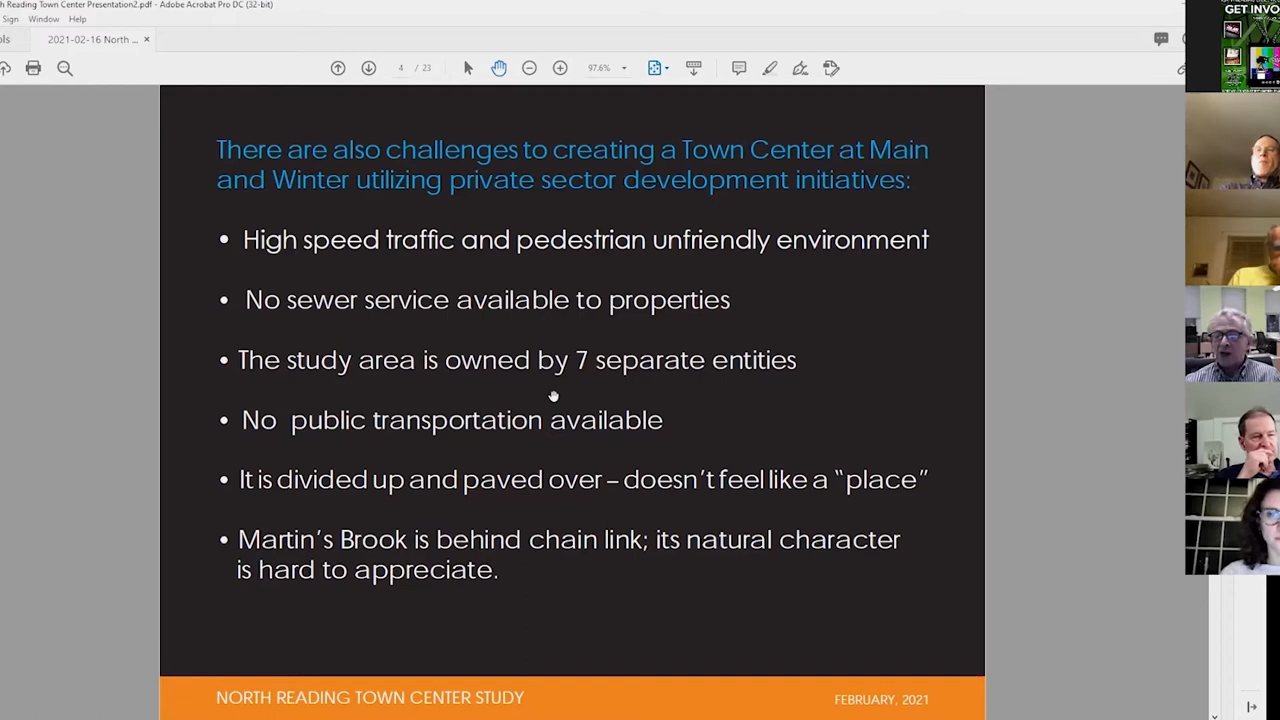 rth Reading Town Center Presentation2.pdf - Adobe Acrobat Pro DC (32-bit)
Sign Window Help
ols 2021-02-16 North ... ×
4 / 23 97.6%
GET INVO
There are also challenges to creating a Town Center at Main
and Winter utilizing private sector development initiatives:
• High speed traffic and pedestrian unfriendly environment
• No sewer service available to properties
• The study area is owned by 7 separate entities
• No public transportation available
• It is divided up and paved over – doesn’t feel like a “place”
• Martin’s Brook is behind chain link; its natural character
is hard to appreciate.
NORTH READING TOWN CENTER STUDY FEBRUARY, 2021